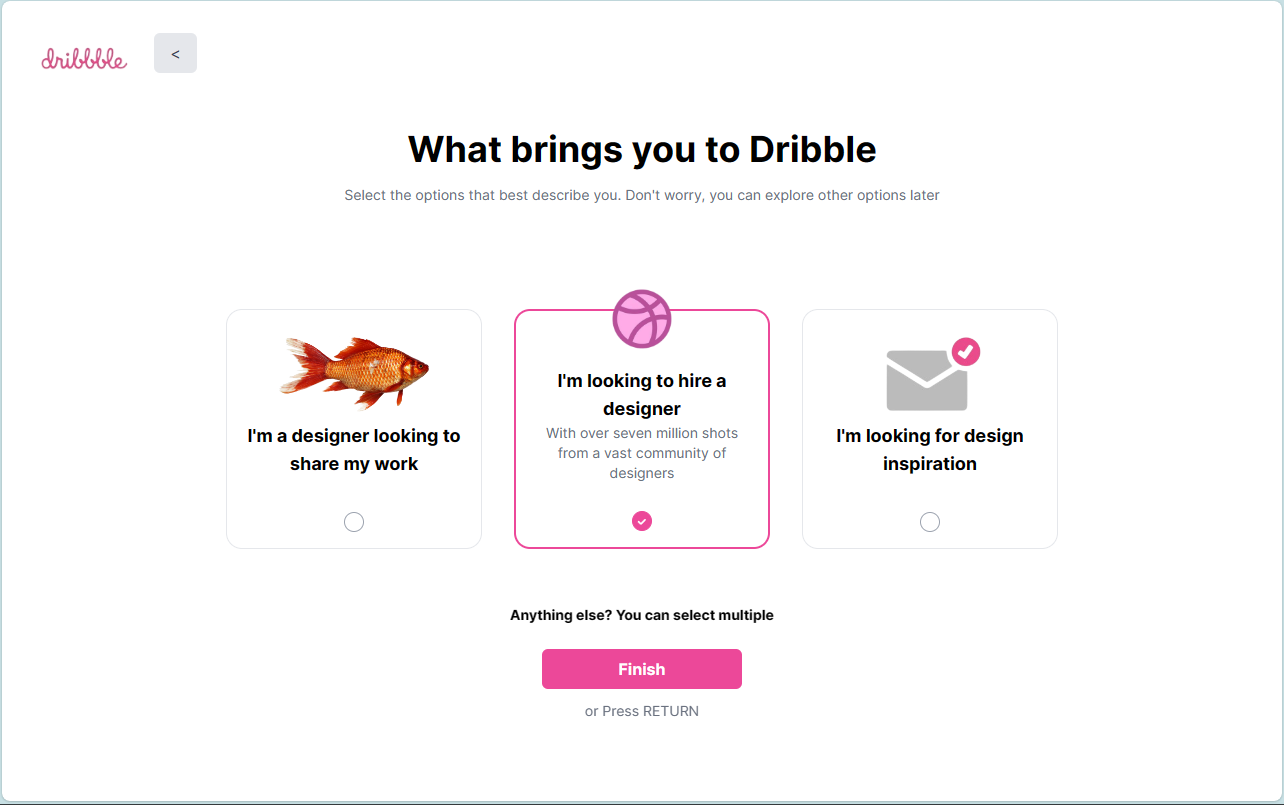 dribbble
<
What brings you to Dribble
Select the options that best describe you. Don't worry, you can explore other options later
I'm a designer looking to
share my work
I'm looking to hire a
designer
With over seven million shots
from a vast community of
designers
I'm looking for design
inspiration
Anything else? You can select multiple
Finish
or Press RETURN